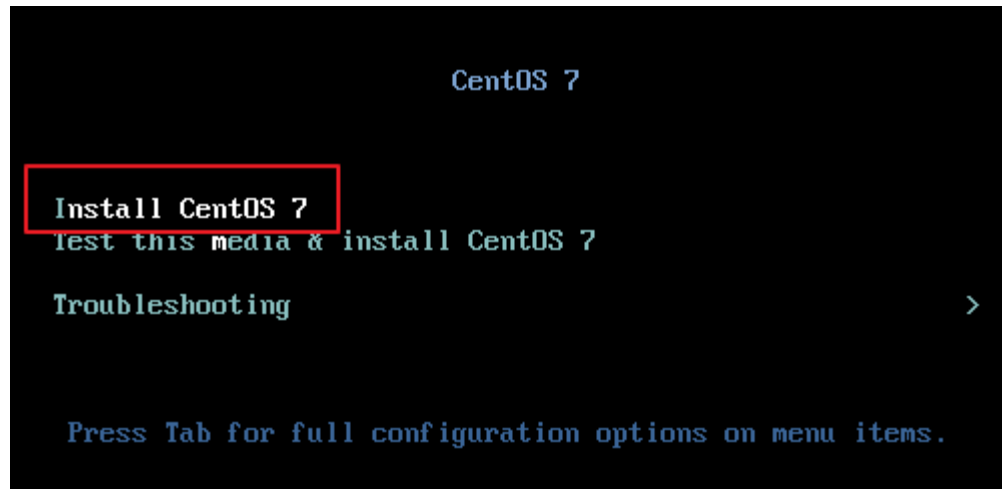 CentOS 7
Install CentOS 7
Test this media & install CentOS 7
Troubleshooting >
Press Tab for full configuration options on menu items.